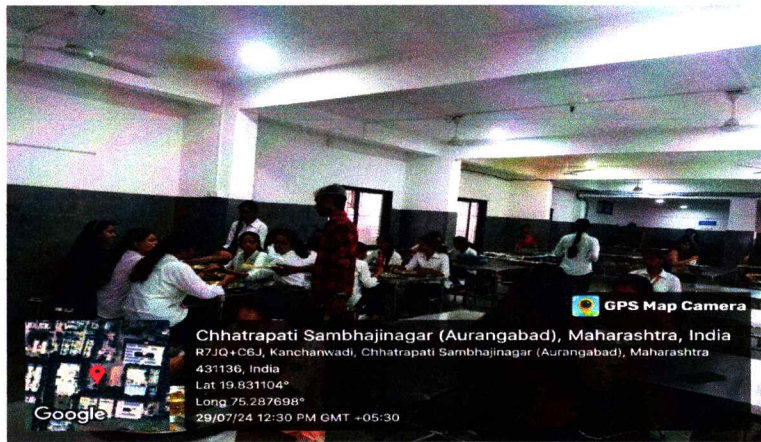 GPS Map Camera
Chhatrapati Sambhajinagar (Aurangabad), Maharashtra, India
R7JQ+C6J, Kanchanwadi, Chhatrapati Sambhajinagar (Aurangabad), Maharashtra
431136, India
Lat 19.831104°
Long 75.287698°
29/07/24 12:30 PM GMT +05:30
Google